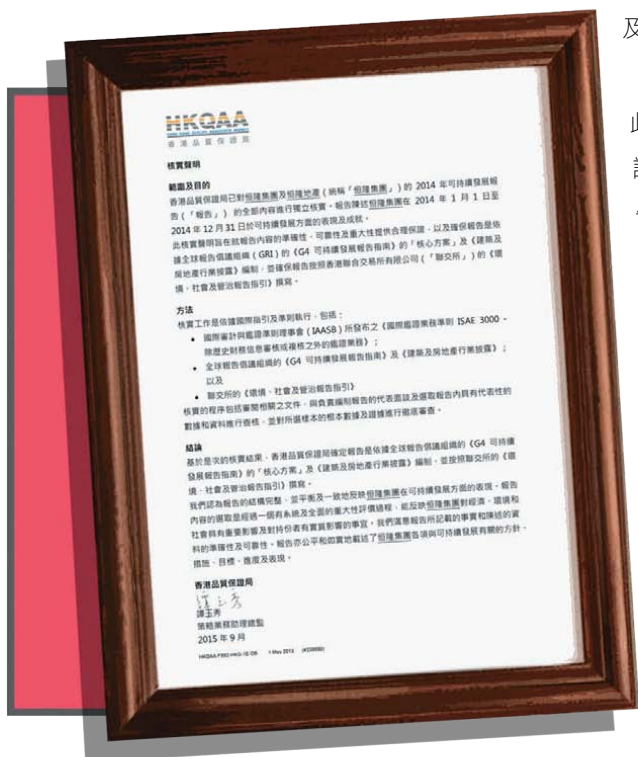 HKQAA
HONG KONG QUALITY ASSURANCE AGENCY
香港品質保證局
核實聲明
範圍及目的
香港品質保證局已對恒隆集團及恒隆地產(統稱「恒隆集團」)的 2014 年可持續發展報
告(「報告」)的全部內容進行獨立核實。報告陳述恒隆集團在 2014 年 1 月 1 日至
2014 年 12 月 31 日於可持續發展方面的表現及成就。
此核實聲明旨在就報告內容的準確性、可靠性及重大性提供合理保證,以及確保報告是依
據全球報告倡議組織(GRI)的《G4 可持續發展報告指南》的「核心方案」及《建築及
房地產行業披露》編制,並確保報告按照香港聯合交易所有限公司(「聯交所」)的《環
境、社會及管治報告指引》撰寫。
方法
核實工作是依據國際指引及準則執行,包括:
• 國際審計與鑑證準則理事會(IAASB)所發布之《國際鑑證業務準則 ISAE 3000 -
除歷史財務信息審核或複核之外的鑑證業務》;
• 全球報告倡議組織的《G4 可持續發展報告指南》及《建築及房地產行業披露》;
以及
• 聯交所的《環境、社會及管治報告指引》
核實的程序包括審閱相關之文件、與負責編制報告的代表面談及選取報告內具有代表性的
數據和資料進行查核,並對所選樣本的根本數據及證據進行徹底審查。
結論
基於是次的核實結果,香港品質保證局確定報告是依據全球報告倡議組織的《G4 可持續
發展報告指南》的「核心方案」及《建築及房地產行業披露》編制,並按照聯交所的《環
境、社會及管治報告指引》撰寫。
我們認為報告的結構完整,並平衡及一致地反映恒隆集團在可持續發展方面的表現。報告
內容的選取是經過一個有系統及全面的重大性評價過程,能反映恒隆集團對經濟、環境和
社會具有重要影響及對持份者有實質影響的事宜。我們滿意報告所記載的事實和陳述的資
料的準確性及可靠性。報告亦公平和如實地載述了恒隆集團各項與可持續發展有關的方針、
措施、目標、進度及表現。
香港品質保證局
譚玉秀
策略業務助理總監
2015 年 9 月
1 May 2012
及
此